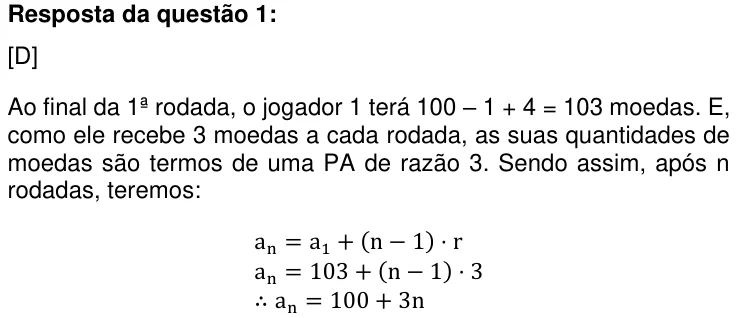 Resposta da questão 1:
[D]
Ao final da 1ª rodada, o jogador 1 terá 100 – 1 + 4 = 103 moedas. E,
como ele recebe 3 moedas a cada rodada, as suas quantidades de
moedas são termos de uma PA de razão 3. Sendo assim, após n
rodadas, teremos:
aₙ = a₁ + (n − 1) · r
aₙ = 103 + (n − 1) · 3
∴ aₙ = 100 + 3n